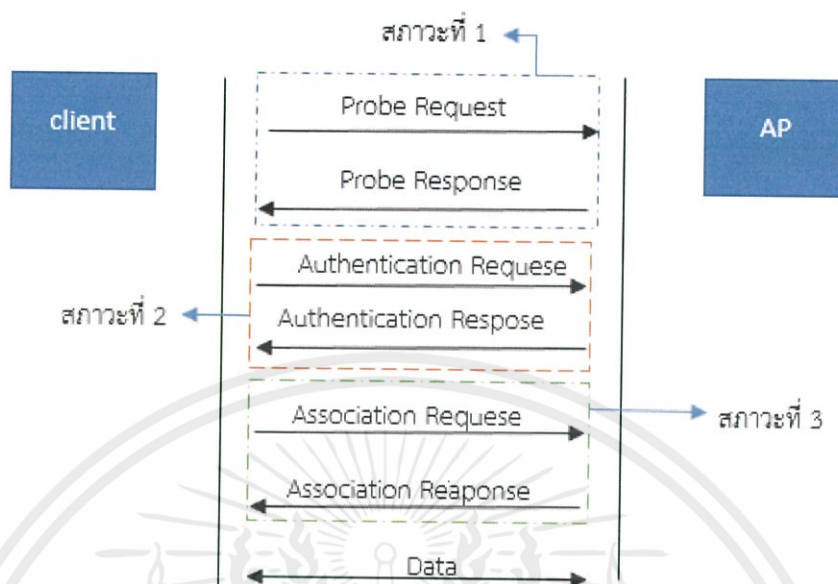 สภาวะที่ 1
client
AP
Probe Request
Probe Response
Authentication Requese
สภาวะที่ 2
Authentication Respose
Association Requese
สภาวะที่ 3
Association Reaponse
Data